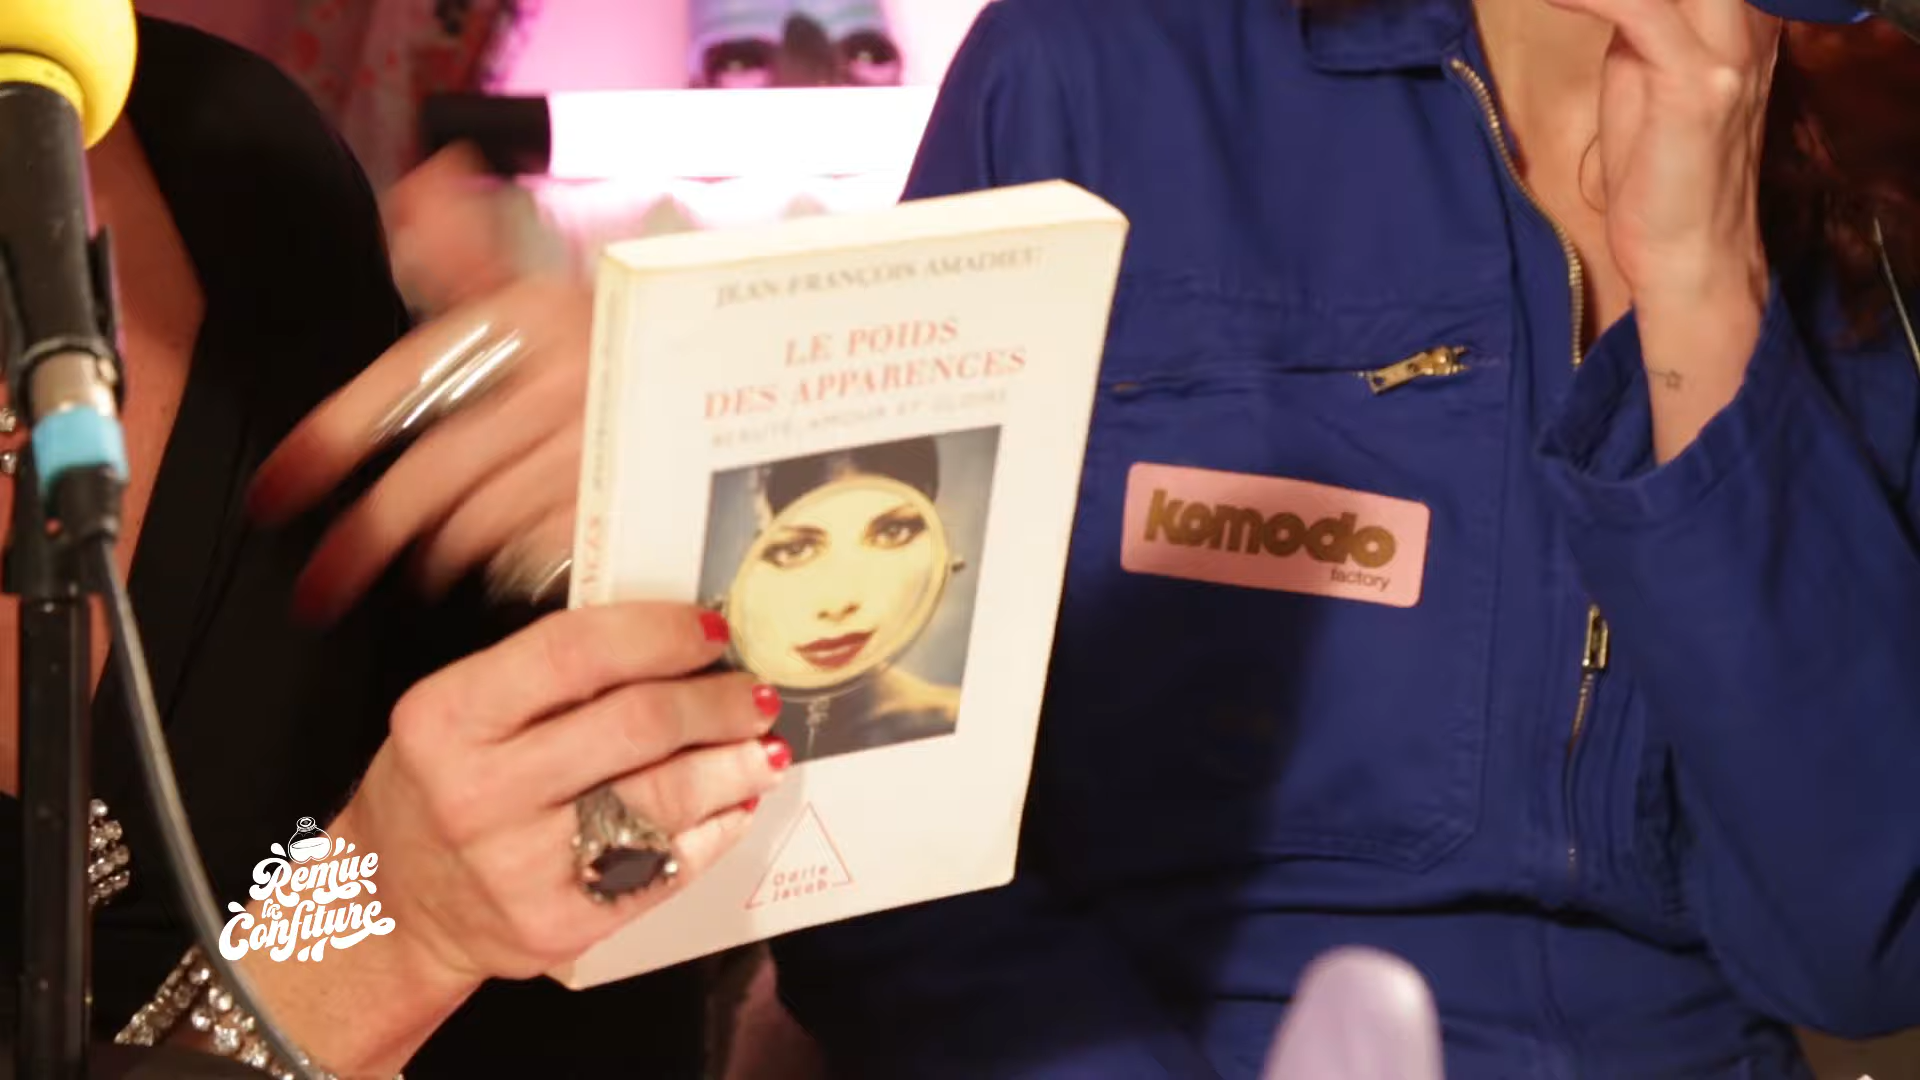 JEAN-FRANÇOIS AMADIEU
LE POIDS
DES APPARENCES
BEAUTÉ, AMOUR ET GLOIRE
Odile
Jacob
komodo
factory
Remue
la
Confiture